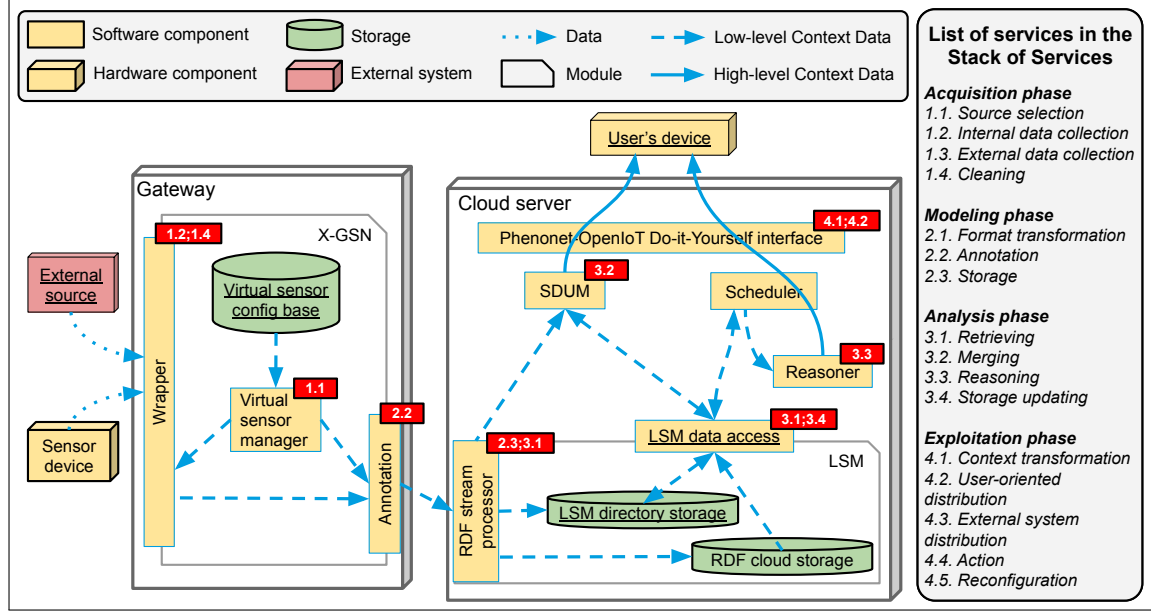 Software component
Hardware component
Storage
External system
Data
Module
Low-level Context Data
High-level Context Data
List of services in the
Stack of Services
Acquisition phase
1.1. Source selection
1.2. Internal data collection
1.3. External data collection
1.4. Cleaning
Modeling phase
2.1. Format transformation
2.2. Annotation
2.3. Storage
Analysis phase
3.1. Retrieving
3.2. Merging
3.3. Reasoning
3.4. Storage updating
Exploitation phase
4.1. Context transformation
4.2. User-oriented
distribution
4.3. External system
distribution
4.4. Action
4.5. Reconfiguration
User's device
Gateway
X-GSN
1.2;1.4
Wrapper
External
source
Sensor
device
Virtual sensor
config base
1.1
Virtual
sensor
manager
2.2
Annotation
Cloud server
4.1;4.2
Phenonet-OpenIoT Do-it-Yourself interface
3.2
SDUM
Scheduler
3.3
Reasoner
3.1;3.4
LSM data access
LSM
2.3;3.1
RDF stream
processor
LSM directory storage
RDF cloud storage